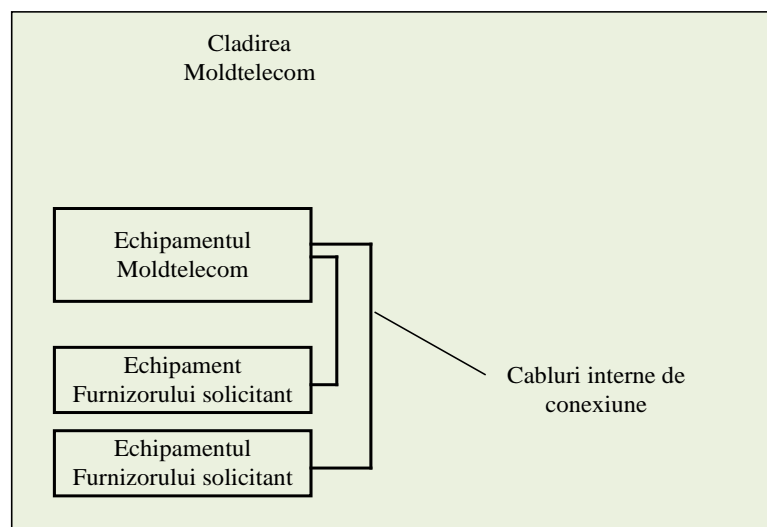 Cladirea
Moldtelecom
Echipamentul
Moldtelecom
Echipament
Furnizorului solicitant
Echipamentul
Furnizorului solicitant
Cabluri interne de
conexiune